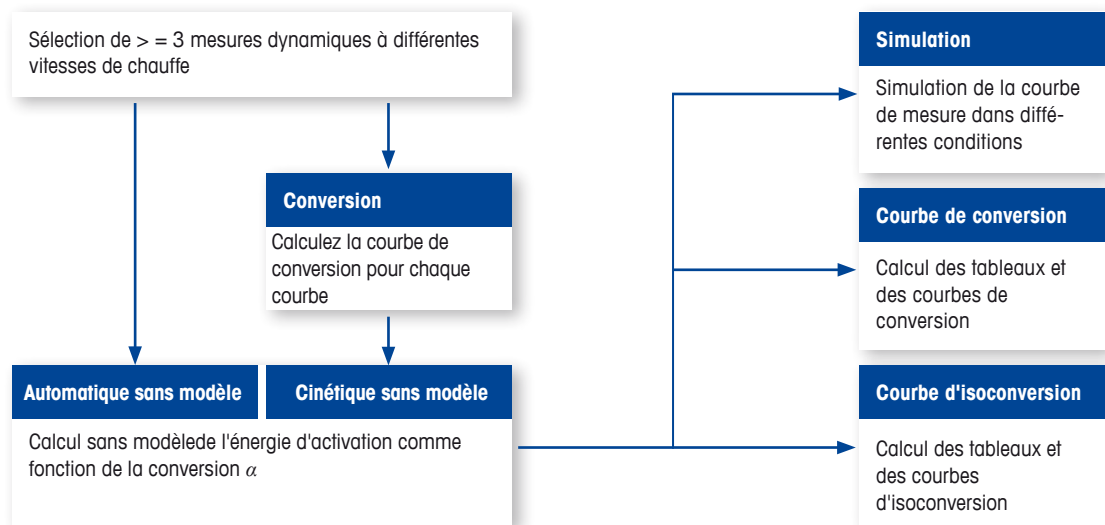 Sélection de > = 3 mesures dynamiques à différentes
vitesses de chauffe
Conversion
Calculez la courbe de
conversion pour chaque
courbe
Automatique sans modèle
Cinétique sans modèle
Calcul sans modèlede l'énergie d'activation comme
fonction de la conversion α
Simulation
Simulation de la courbe
de mesure dans diffé-
rentes conditions
Courbe de conversion
Calcul des tableaux et
des courbes de
conversion
Courbe d'isoconversion
Calcul des tableaux et
des courbes
d'isoconversion